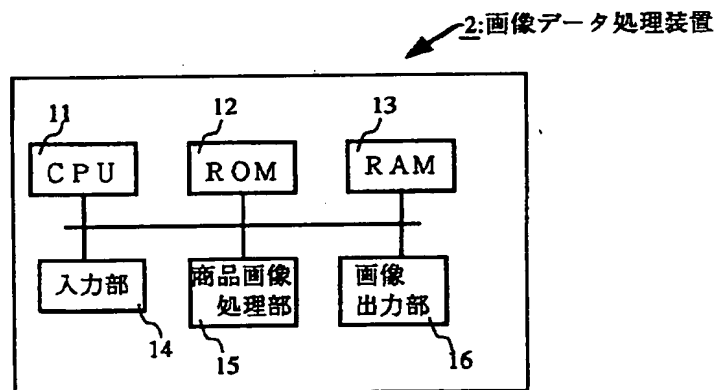 2:画像データ処理装置
11
12
13
CPU
ROM
RAM
入力部
商品画像
処理部
画像
出力部
14
15
16